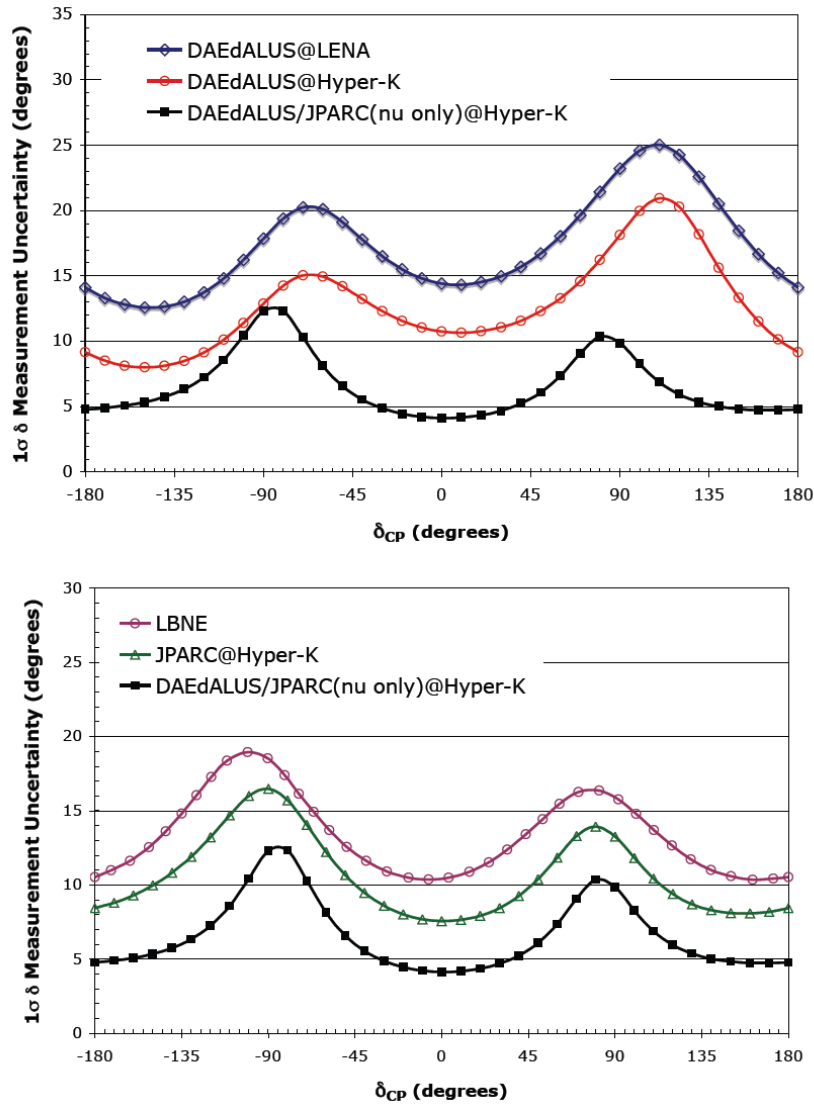 35
30
25
20
15
10
5
0
1σ δ Measurement Uncertainty (degrees)
DAEdALUS@LENA
DAEdALUS@Hyper-K
DAEdALUS/JPARC(nu only)@Hyper-K
-180 -135 -90 -45 0 45 90 135 180
δCP (degrees)
30
25
20
15
10
5
0
1σ δ Measurement Uncertainty (degrees)
LBNE
JPARC@Hyper-K
DAEdALUS/JPARC(nu only)@Hyper-K
-180 -135 -90 -45 0 45 90 135 180
δCP (degrees)